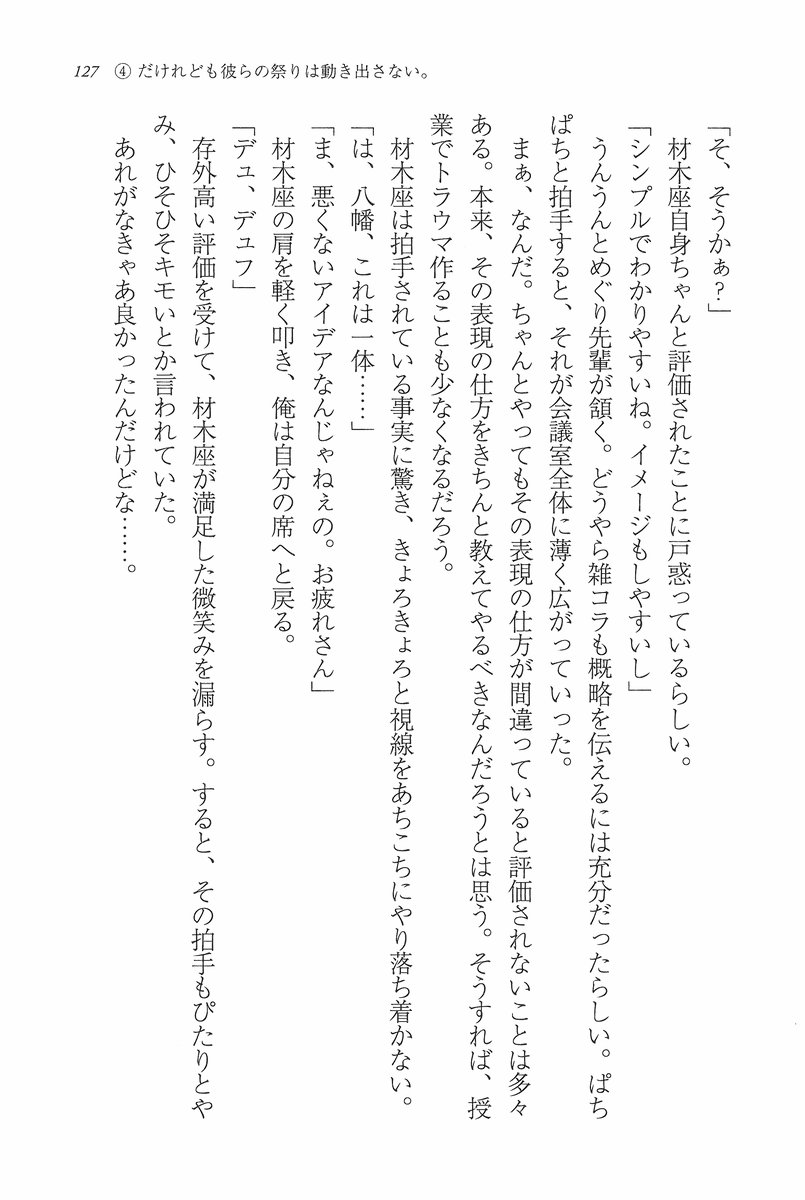 127 ④ だけれども彼らの祭りは動き出さない。
「そ、そうかぁ?」
材木座自身ちゃんと評価されたことに戸惑っているらしい。
「シンプルでわかりやすいね。イメージもしやすいし」
うんうんとめぐり先輩が頷く。どうやら雑コラも概略を伝えるには充分だったらしい。ぱち
ぱちと拍手すると、それが会議室全体に薄く広がっていった。
まぁ、なんだ。ちゃんとやってもその表現の仕方が間違っていると評価されないことは多々
ある。本来、その表現の仕方をきちんと教えてやるべきなんだろうとは思う。そうすれば、授
業でトラウマ作ることも少なくなるだろう。
材木座は拍手されている事実に驚き、きょろきょろと視線をあちこちにやり落ち着かない。
「は、八幡、これは一体……」
「ま、悪くないアイデアなんじゃねぇの。お疲れさん」
材木座の肩を軽く叩き、俺は自分の席へと戻る。
「デュ、デュフ」
存外高い評価を受けて、材木座が満足した微笑みを漏らす。すると、その拍手もぴたりとや
み、ひそひそキモいとか言われていた。
あれがなきゃあ良かったんだけどな……。